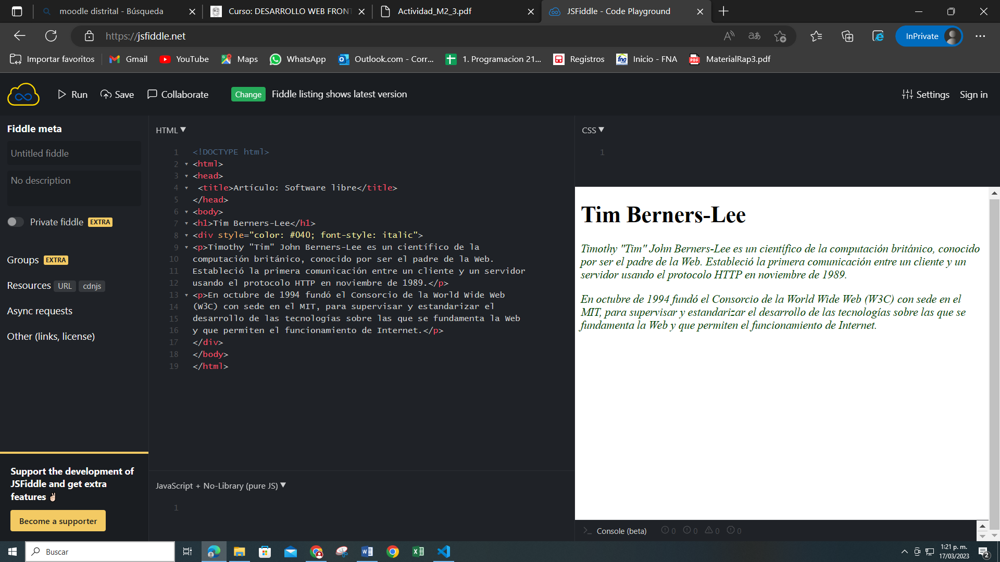 moodle distrital - Búsqueda
Curso: DESARROLLO WEB FRONT
Actividad_M2_3.pdf
JSFiddle - Code Playground
https://jsfiddle.net
InPrivate
Importar favoritos
Gmail
YouTube
Maps
WhatsApp
Outlook.com - Corr...
1. Programacion 21...
Registros
Inicio - FNA
MaterialRap3.pdf
Run
Save
Collaborate
Change
Fiddle listing shows latest version
Settings
Sign in
Fiddle meta
Untitled fiddle
No description
Private fiddle EXTRA
Groups EXTRA
Resources URL cdnjs
Async requests
Other (links, license)
Support the development of
JSFiddle and get extra
features ✌
Become a supporter
HTML
1 <!DOCTYPE html>
2 <html>
3 <head>
4 <title>Artículo: Software libre</title>
5 </head>
6 <body>
7 <h1>Tim Berners-Lee</h1>
8 <div style="color: #040; font-style: italic">
9 <p>Timothy "Tim" John Berners-Lee es un científico de la
10 computación británico, conocido por ser el padre de la Web.
11 Estableció la primera comunicación entre un cliente y un servidor
12 usando el protocolo HTTP en noviembre de 1989.</p>
13 <p>En octubre de 1994 fundó el Consorcio de la World Wide Web
14 (W3C) con sede en el MIT, para supervisar y estandarizar el
15 desarrollo de las tecnologías sobre las que se fundamenta la Web
16 y que permiten el funcionamiento de Internet.</p>
17 </div>
18 </body>
19 </html>
JavaScript + No-Library (pure JS)
1
CSS
1
Tim Berners-Lee
Timothy "Tim" John Berners-Lee es un científico de la computación británico, conocido
por ser el padre de la Web. Estableció la primera comunicación entre un cliente y un
servidor usando el protocolo HTTP en noviembre de 1989.
En octubre de 1994 fundó el Consorcio de la World Wide Web (W3C) con sede en el
MIT, para supervisar y estandarizar el desarrollo de las tecnologías sobre las que se
fundamenta la Web y que permiten el funcionamiento de Internet.
Console (beta) 0 0 0 0
Buscar
1:21 p. m.
17/03/2023
2